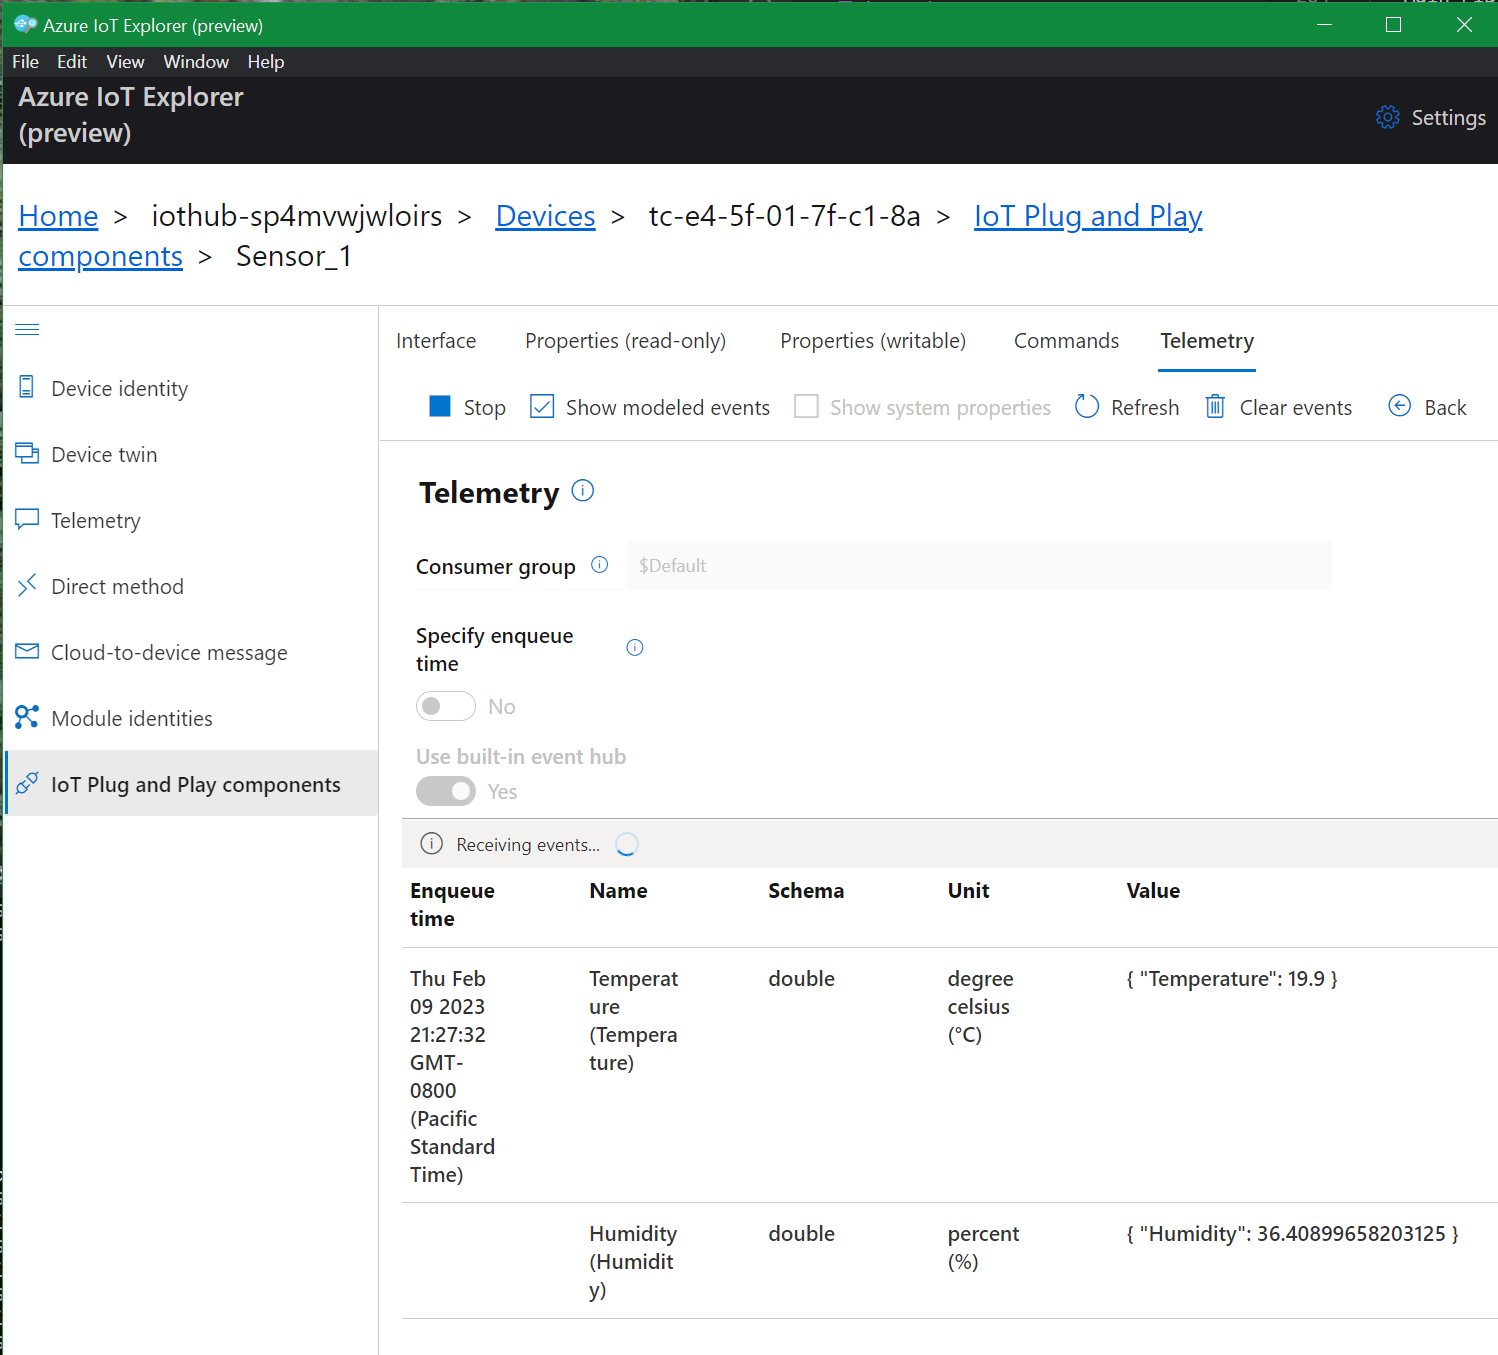 Azure IoT Explorer (preview)
File Edit View Window Help
Azure IoT Explorer
(preview)
Settings
Home > iothub-sp4mvwjwloirs > Devices > tc-e4-5f-01-7f-c1-8a > IoT Plug and Play
components > Sensor_1
Device identity
Device twin
Telemetry
Direct method
Cloud-to-device message
Module identities
IoT Plug and Play components
Interface Properties (read-only) Properties (writable) Commands Telemetry
Stop Show modeled events Show system properties Refresh Clear events Back
Telemetry
Consumer group $Default
Specify enqueue
time
No
Use built-in event hub
Yes
Receiving events...
Enqueue
time
Name
Schema
Unit
Value
Thu Feb
09 2023
21:27:32
GMT-
0800
(Pacific
Standard
Time)
Temperat
ure
(Tempera
ture)
double
degree
celsius
(°C)
{ "Temperature": 19.9 }
Humidity
(Humidit
y)
double
percent
(%)
{ "Humidity": 36.40899658203125 }